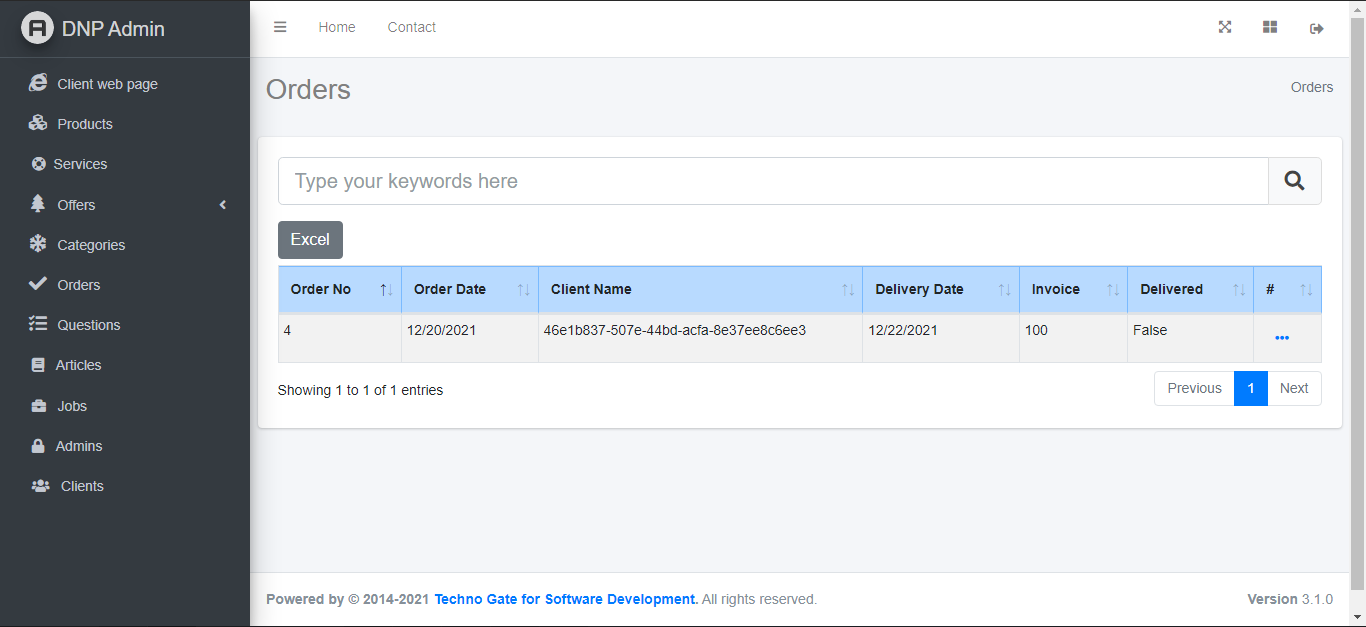 DNP Admin
Home Contact
Client web page
Products
Services
Offers
Categories
Orders
Questions
Articles
Jobs
Admins
Clients
Orders
Orders
Type your keywords here
Excel
Order No Order Date Client Name Delivery Date Invoice Delivered #
4 12/20/2021 46e1b837-507e-44bd-acfa-8e37ee8c6ee3 12/22/2021 100 False
Showing 1 to 1 of 1 entries
Previous 1 Next
Powered by © 2014-2021 Techno Gate for Software Development. All rights reserved.
Version 3.1.0